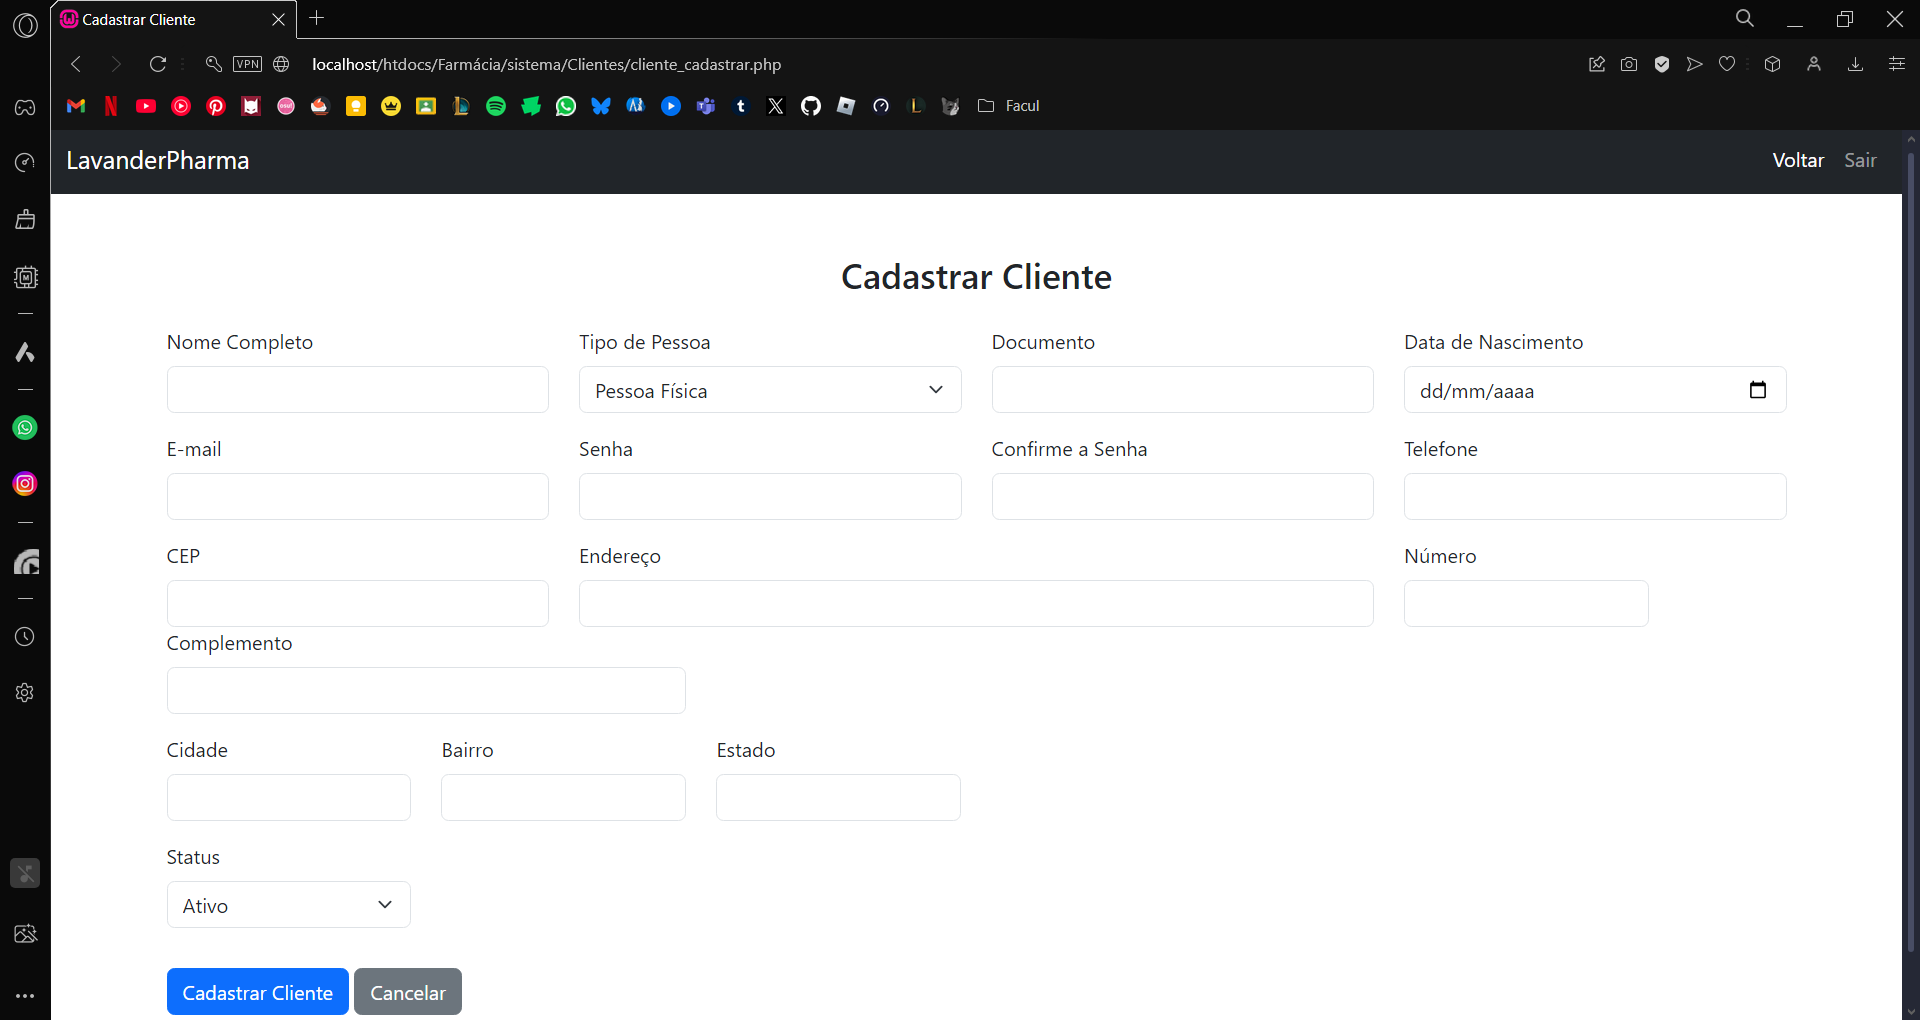 Cadastrar Cliente
VPN
localhost/htdocs/Farmácia/sistema/Clientes/cliente_cadastrar.php
Facul
LavanderPharma
Voltar Sair
Cadastrar Cliente
Nome Completo Tipo de Pessoa Documento Data de Nascimento
Pessoa Física dd/mm/aaaa
E-mail Senha Confirme a Senha Telefone
CEP Endereço Número
Complemento
Cidade Bairro Estado
Status
Ativo
Cadastrar Cliente Cancelar